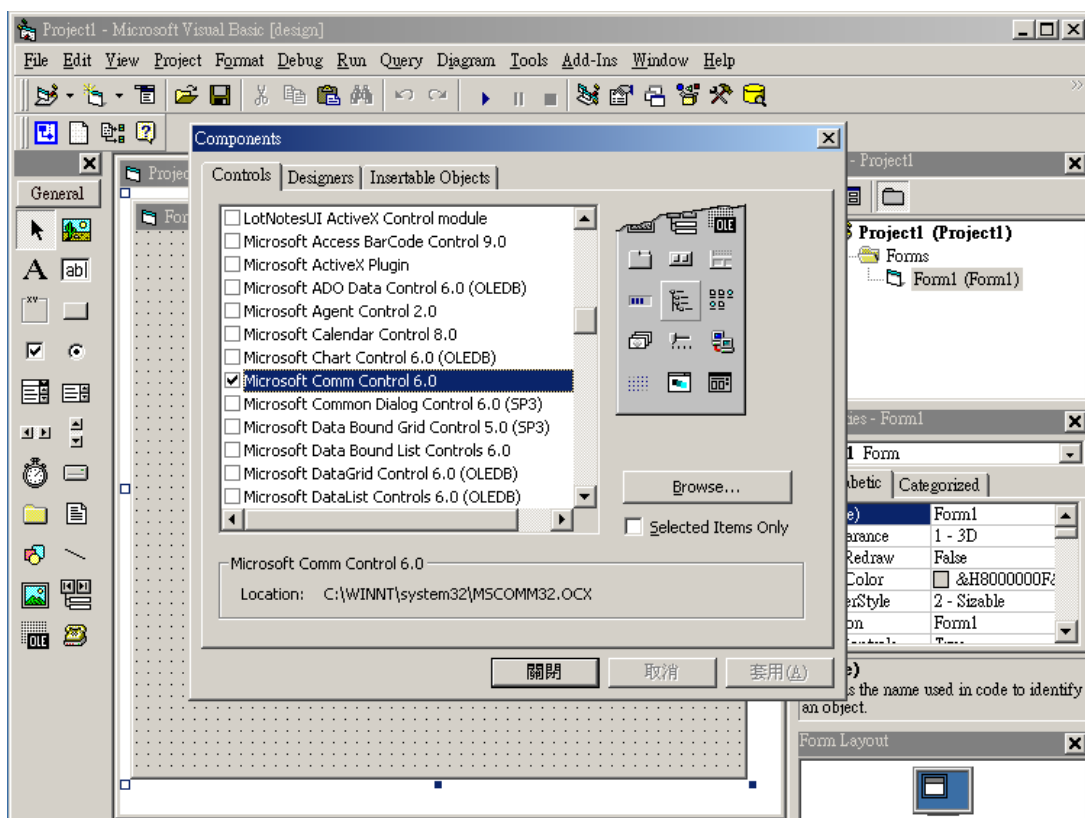 Project1 - Microsoft Visual Basic [design]
File Edit View Project Format Debug Run Query Diagram Tools Add-Ins Window Help
General
A
ab|
xy
OLE
Components
Controls Designers Insertable Objects
LotNotesUI ActiveX Control module
Microsoft Access BarCode Control 9.0
Microsoft ActiveX Plugin
Microsoft ADO Data Control 6.0 (OLEDB)
Microsoft Agent Control 2.0
Microsoft Calendar Control 8.0
Microsoft Chart Control 6.0 (OLEDB)
Microsoft Comm Control 6.0
Microsoft Common Dialog Control 6.0 (SP3)
Microsoft Data Bound Grid Control 5.0 (SP3)
Microsoft Data Bound List Controls 6.0
Microsoft DataGrid Control 6.0 (OLEDB)
Microsoft DataList Controls 6.0 (OLEDB)
OLE
Browse...
Selected Items Only
Microsoft Comm Control 6.0
Location: C:\WINNT\system32\MSCOMM32.OCX
關閉 取消 套用(A)
- Project1
Project1 (Project1)
Forms
Form1 (Form1)
ies - Form1
1 Form
abetic Categorized
e) Form1
arance 1 - 3D
Redraw False
Color &H8000000F&
erStyle 2 - Sizable
on Form1
e)
s the name used in code to identify
an object.
Form Layout